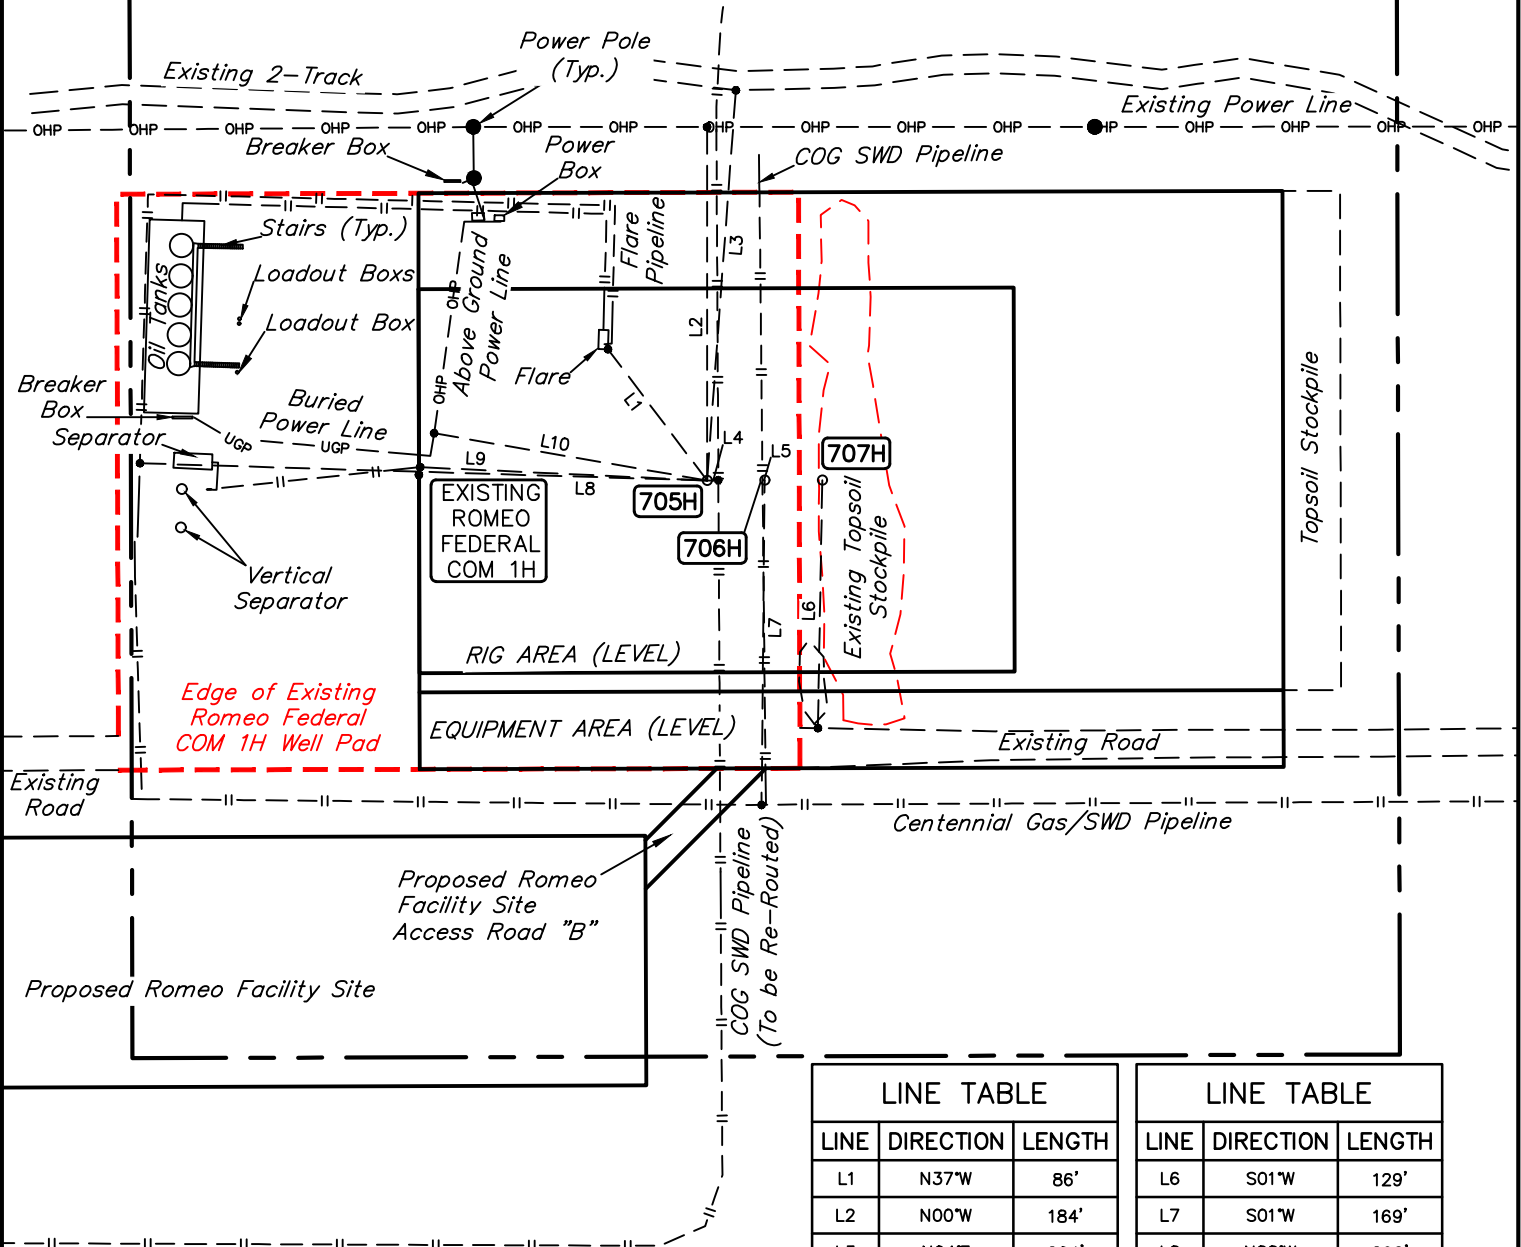 Power Pole
(Typ.)
Existing 2-Track
Existing Power Line
OHP OHP OHP OHP OHP OHP OHP OHP OHP OHP OHP OHP OHP OHP
Breaker Box
Power
Box
COG SWD Pipeline
Stairs (Typ.)
Flare
Pipeline
Loadout Boxs
Oil Tanks
Loadout Box
OHP
OHP
Above Ground
Power Line
L2
L3
Flare
L1
Breaker
Box
Buried
Power Line
Separator
UGP
UGP
L10
L9
L8
L4
L5
707H
705H
706H
EXISTING
ROMEO
FEDERAL
COM 1H
Vertical
Separator
Existing Topsoil
Stockpile
Topsoil Stockpile
L6
L7
RIG AREA (LEVEL)
Edge of Existing
Romeo Federal
COM 1H Well Pad
EQUIPMENT AREA (LEVEL)
Existing Road
Existing
Road
Centennial Gas/SWD Pipeline
Proposed Romeo
Facility Site
Access Road "B"
COG SWD Pipeline
(To be Re-Routed)
Proposed Romeo Facility Site
LINE TABLE
LINE DIRECTION LENGTH
L1 N37°W 86'
L2 N00°W 184'
LINE TABLE
LINE DIRECTION LENGTH
L6 S01°W 129'
L7 S01°W 169'